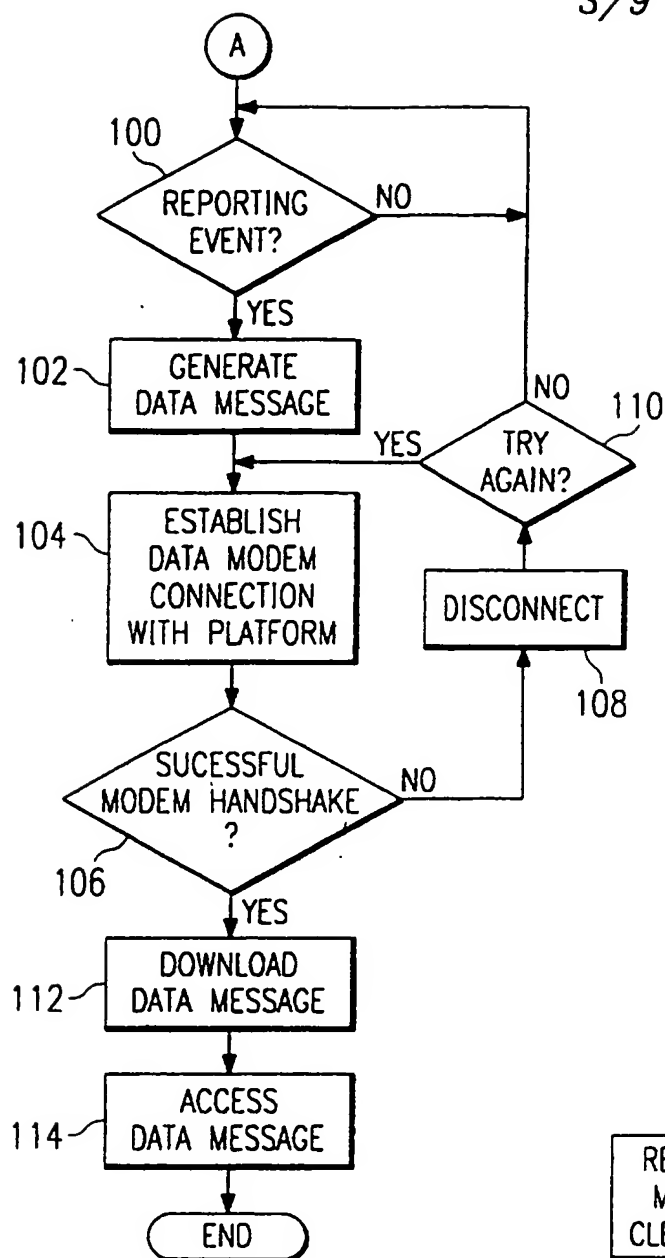 3/9
A
100
REPORTING
EVENT?
NO
YES
102
GENERATE
DATA MESSAGE
NO
110
YES
TRY
AGAIN?
104
ESTABLISH
DATA MODEM
CONNECTION
WITH PLATFORM
DISCONNECT
108
SUCESSFUL
MODEM HANDSHAKE
?
NO
106
YES
112
DOWNLOAD
DATA MESSAGE
114
ACCESS
DATA MESSAGE
END